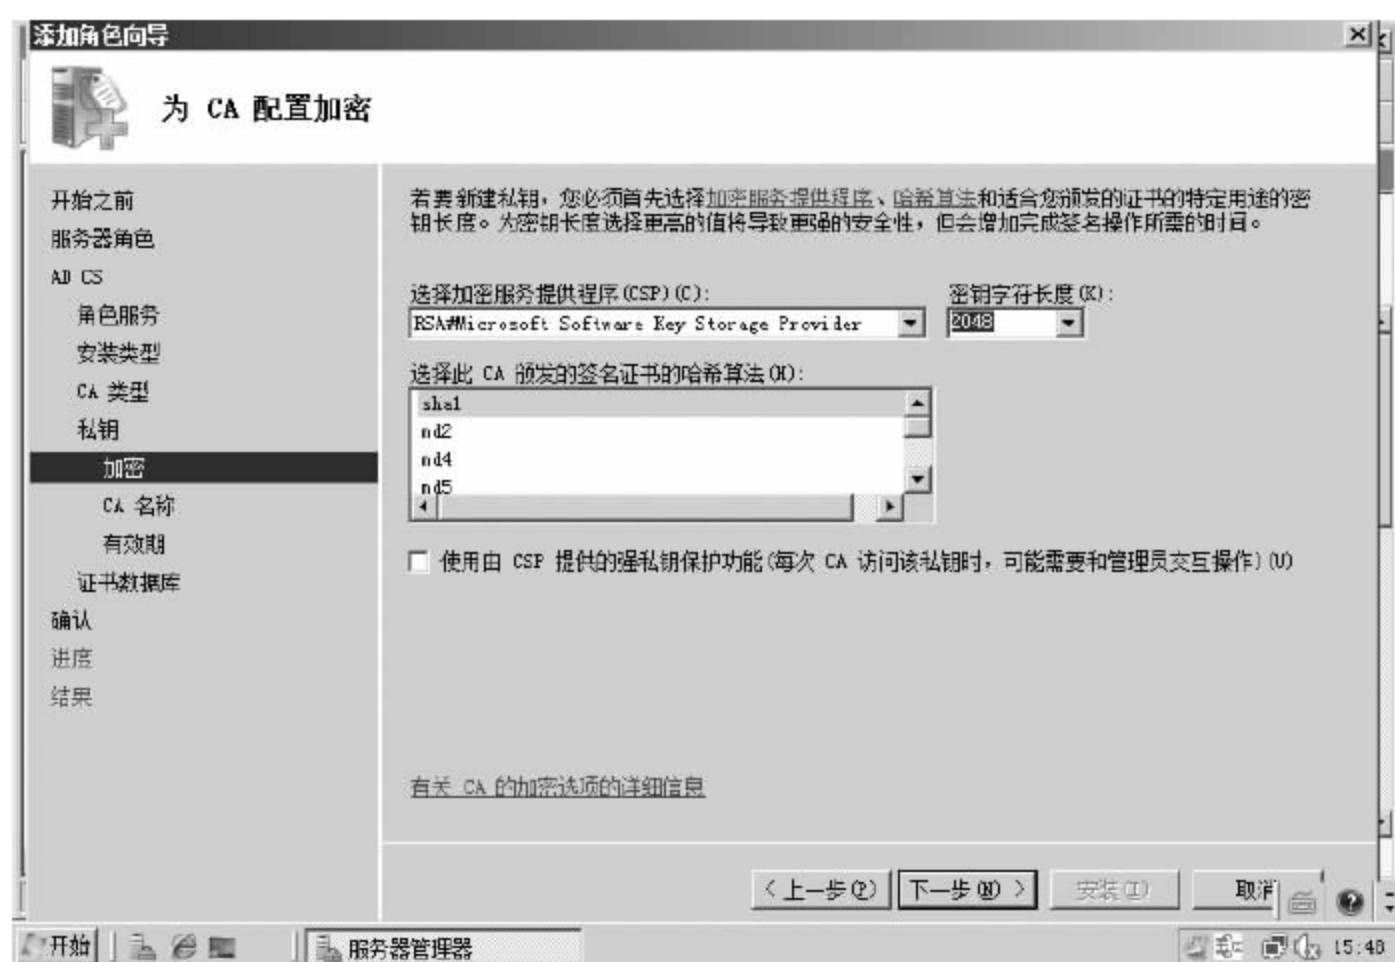 添加角色向导
为 CA 配置加密
开始之前
服务器角色
AD CS
角色服务
安装类型
CA 类型
私钥
加密
CA 名称
有效期
证书数据库
确认
进度
结果
若要新建私钥，您必须首先选择加密服务提供程序、哈希算法和适合您颁发的证书的特定用途的密
钥长度。为密钥长度选择更高的值将导致更强的安全性，但会增加完成签名操作所需的时间。
选择加密服务提供程序(CSP)(C):
密钥字符长度(K):
RSA#Microsoft Software Key Storage Provider
2048
选择此 CA 颁发的签名证书的哈希算法(H):
sha1
md2
md4
md5
使用由 CSP 提供的强私钥保护功能(每次 CA 访问该私钥时，可能需要和管理员交互操作)(U)
有关 CA 的加密选项的详细信息
< 上一步(P)
下一步(N) >
安装(I)
取消
开始
服务器管理器
15:48